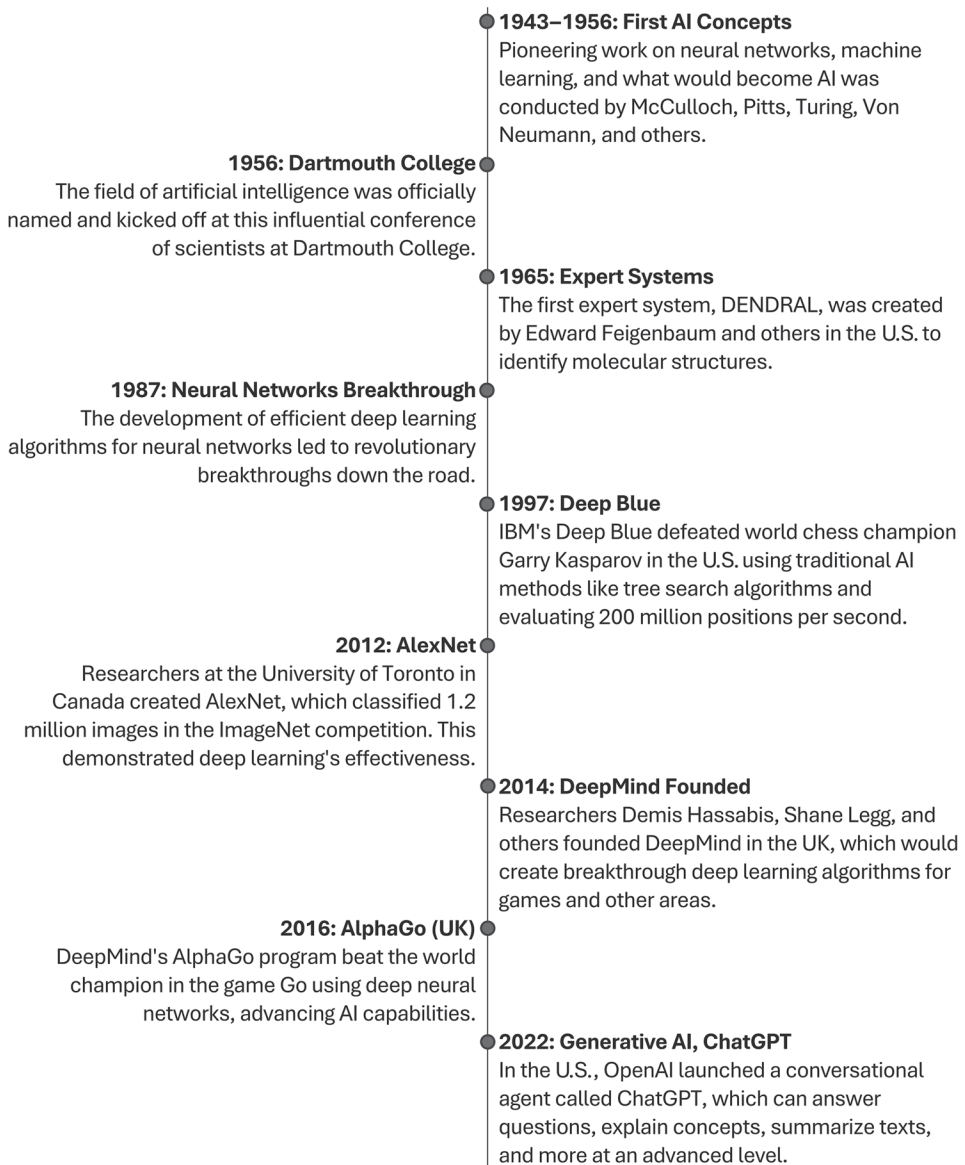 1943–1956: First AI Concepts
Pioneering work on neural networks, machine
learning, and what would become AI was
conducted by McCulloch, Pitts, Turing, Von
Neumann, and others.
1956: Dartmouth College
The field of artificial intelligence was officially
named and kicked off at this influential conference
of scientists at Dartmouth College.
1965: Expert Systems
The first expert system, DENDRAL, was created
by Edward Feigenbaum and others in the U.S. to
identify molecular structures.
1987: Neural Networks Breakthrough
The development of efficient deep learning
algorithms for neural networks led to revolutionary
breakthroughs down the road.
1997: Deep Blue
IBM's Deep Blue defeated world chess champion
Garry Kasparov in the U.S. using traditional AI
methods like tree search algorithms and
evaluating 200 million positions per second.
2012: AlexNet
Researchers at the University of Toronto in
Canada created AlexNet, which classified 1.2
million images in the ImageNet competition. This
demonstrated deep learning's effectiveness.
2014: DeepMind Founded
Researchers Demis Hassabis, Shane Legg, and
others founded DeepMind in the UK, which would
create breakthrough deep learning algorithms for
games and other areas.
2016: AlphaGo (UK)
DeepMind's AlphaGo program beat the world
champion in the game Go using deep neural
networks, advancing AI capabilities.
2022: Generative AI, ChatGPT
In the U.S., OpenAI launched a conversational
agent called ChatGPT, which can answer
questions, explain concepts, summarize texts,
and more at an advanced level.